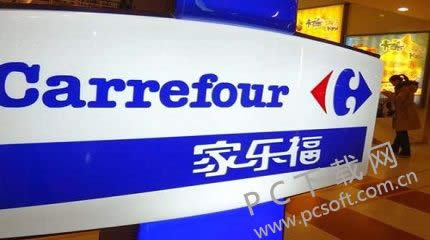 Carrefour
家乐福
PC下载网
www.pcsoft.com.cn